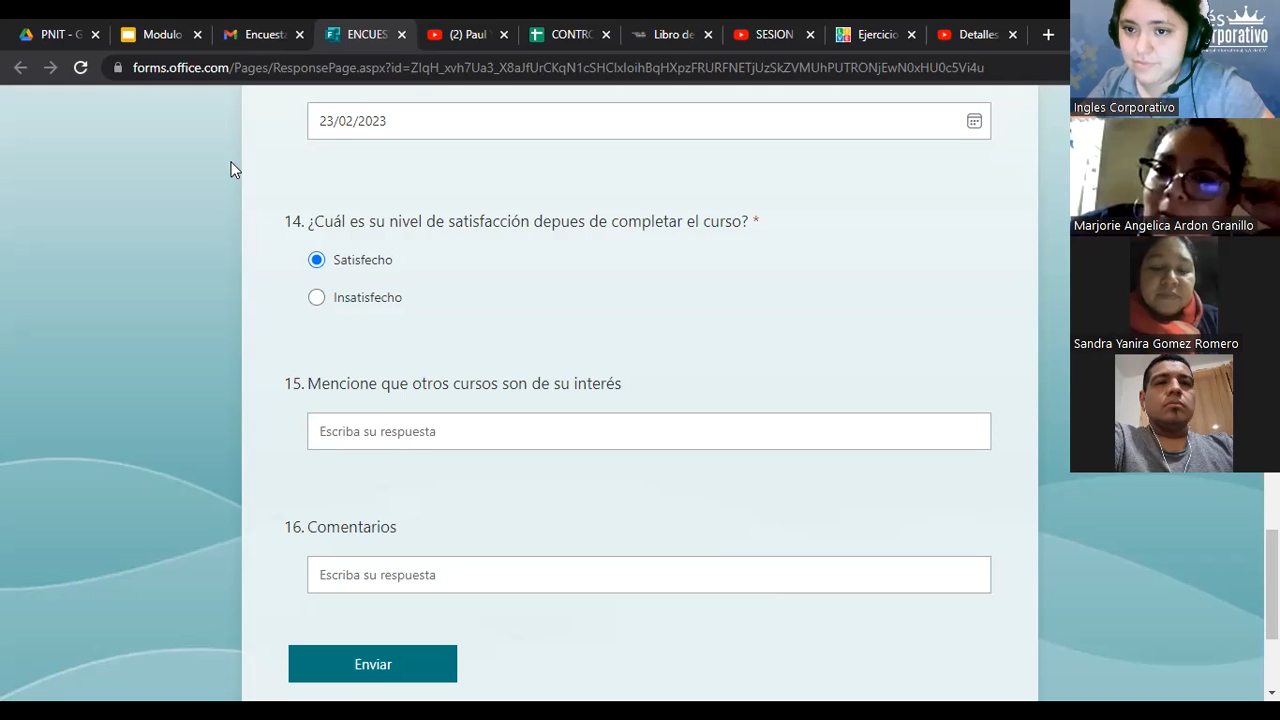 PNIT - G
Modulo
Encuest
ENCUES
(2) Paul
CONTRO
Libro de
SESION
Ejercicio
Detalles
forms.office.com/Pages/ResponsePage.aspx?id=ZIqH_xvh7Ua3_X8aJfUrCKqN1cSHClxIoihBqHXpzFRURFNETjUzSkZVMUhPUTRONjEwN0xHU0c5Vi4u
23/02/2023
14. ¿Cuál es su nivel de satisfacción depues de completar el curso? *
Satisfecho
Insatisfecho
15. Mencione que otros cursos son de su interés
Escriba su respuesta
16. Comentarios
Escriba su respuesta
Enviar
Ingles Corporativo
Marjorie Angelica Ardon Granillo
Sandra Yanira Gomez Romero